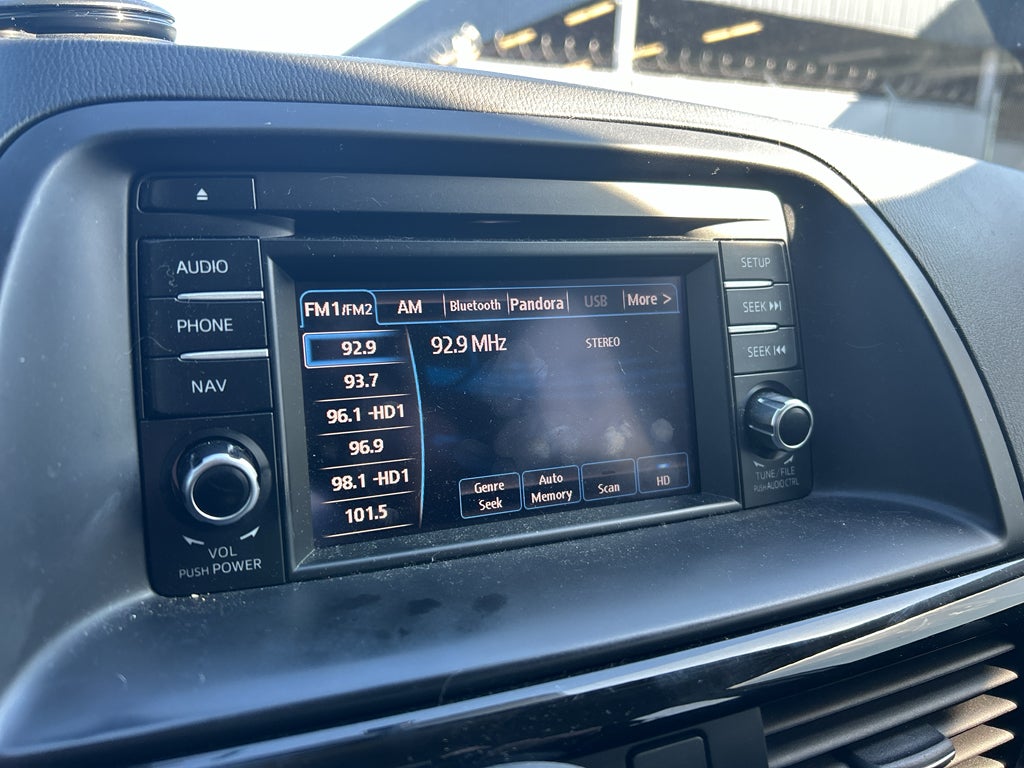 AUDIO
PHONE
NAV
VOL
PUSH POWER
FM1/FM2 AM Bluetooth Pandora USB More >
92.9
93.7
96.1 -HD1
96.9
98.1 -HD1
101.5
92.9 MHz STEREO
Genre
Seek
Auto
Memory
Scan
HD
SETUP
SEEK
SEEK
TUNE/FILE
PUSH AUDIO CTRL